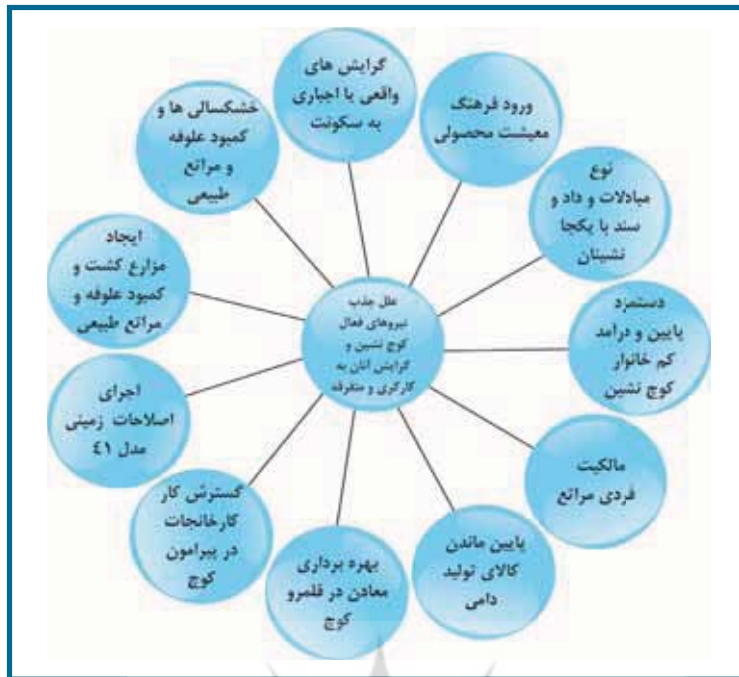 گرایش های
واقعی یا اجباری
به سکونت
ورود فرهنگ
معیشت محصولی
نوع
مبادلات و داد و
ستد با یکجا
نشینان
دستمزد
پایین و درامد
کم خانوار
کوچ نشین
مالکیت
فردی مراتع
پایین ماندن
کالای تولید
دامی
بهره برداری
معادن در قلمرو
کوچ
گسترش کار
کارخانجات
در پیرامون
کوچ
اجرای
اصلاحات زمینی
مدل ٤١
ایجاد
مزارع کشت و
کمبود علوفه و
مراتع طبیعی
خشکسالی ها و
کمبود علوفه
و مراتع
طبیعی
علل جذب
نیروهای فعال
کوچ نشین و
گرایش آنان به
کارگری و متفرقه